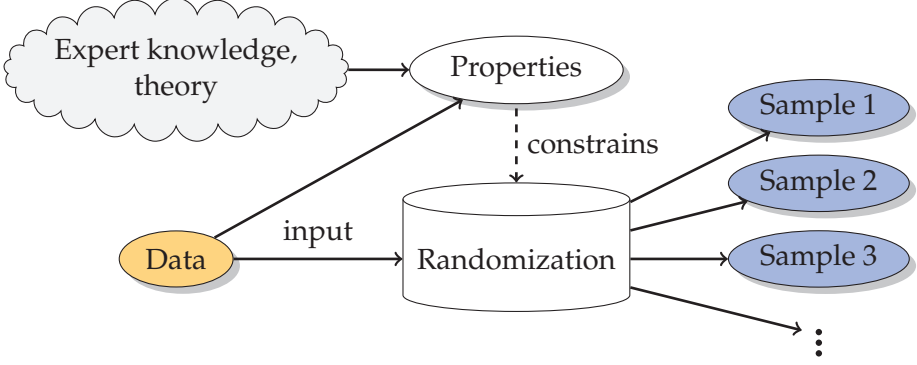 Expert knowledge,
theory
Properties
constrains
Sample 1
Sample 2
Sample 3
input
Data
Randomization